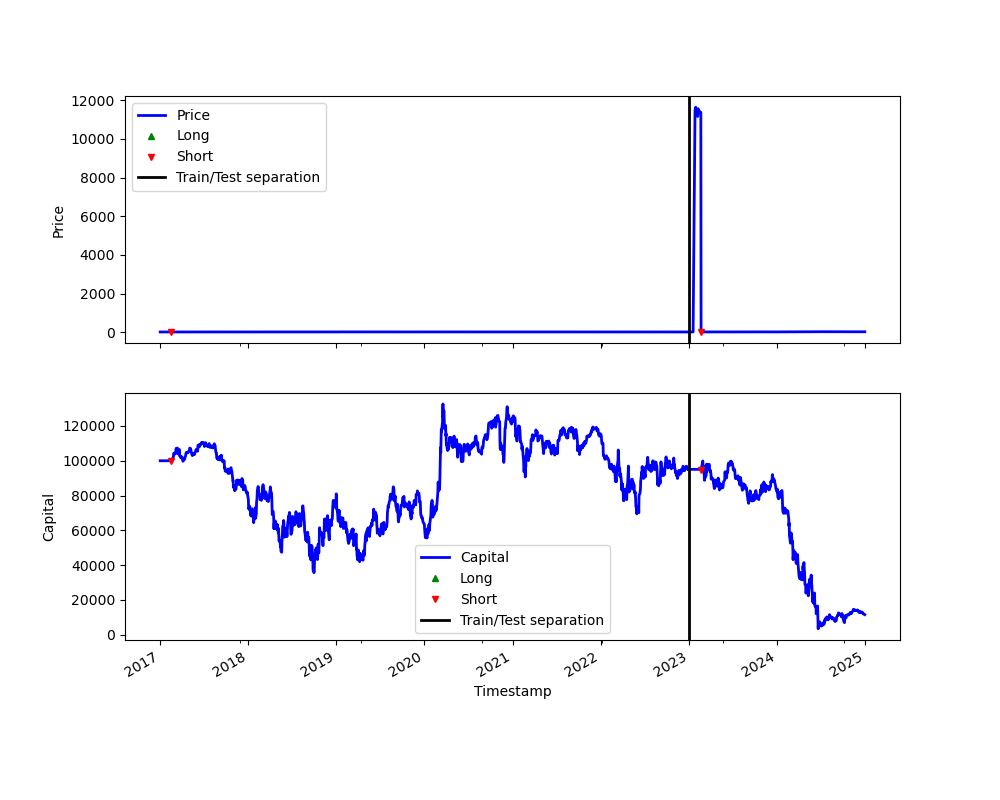 12000
10000
8000
6000
4000
2000
0
Price
Price
Long
Short
Train/Test separation
120000
100000
80000
60000
40000
20000
0
Capital
Capital
Long
Short
Train/Test separation
2017
2018
2019
2020
2021
2022
2023
2024
2025
Timestamp